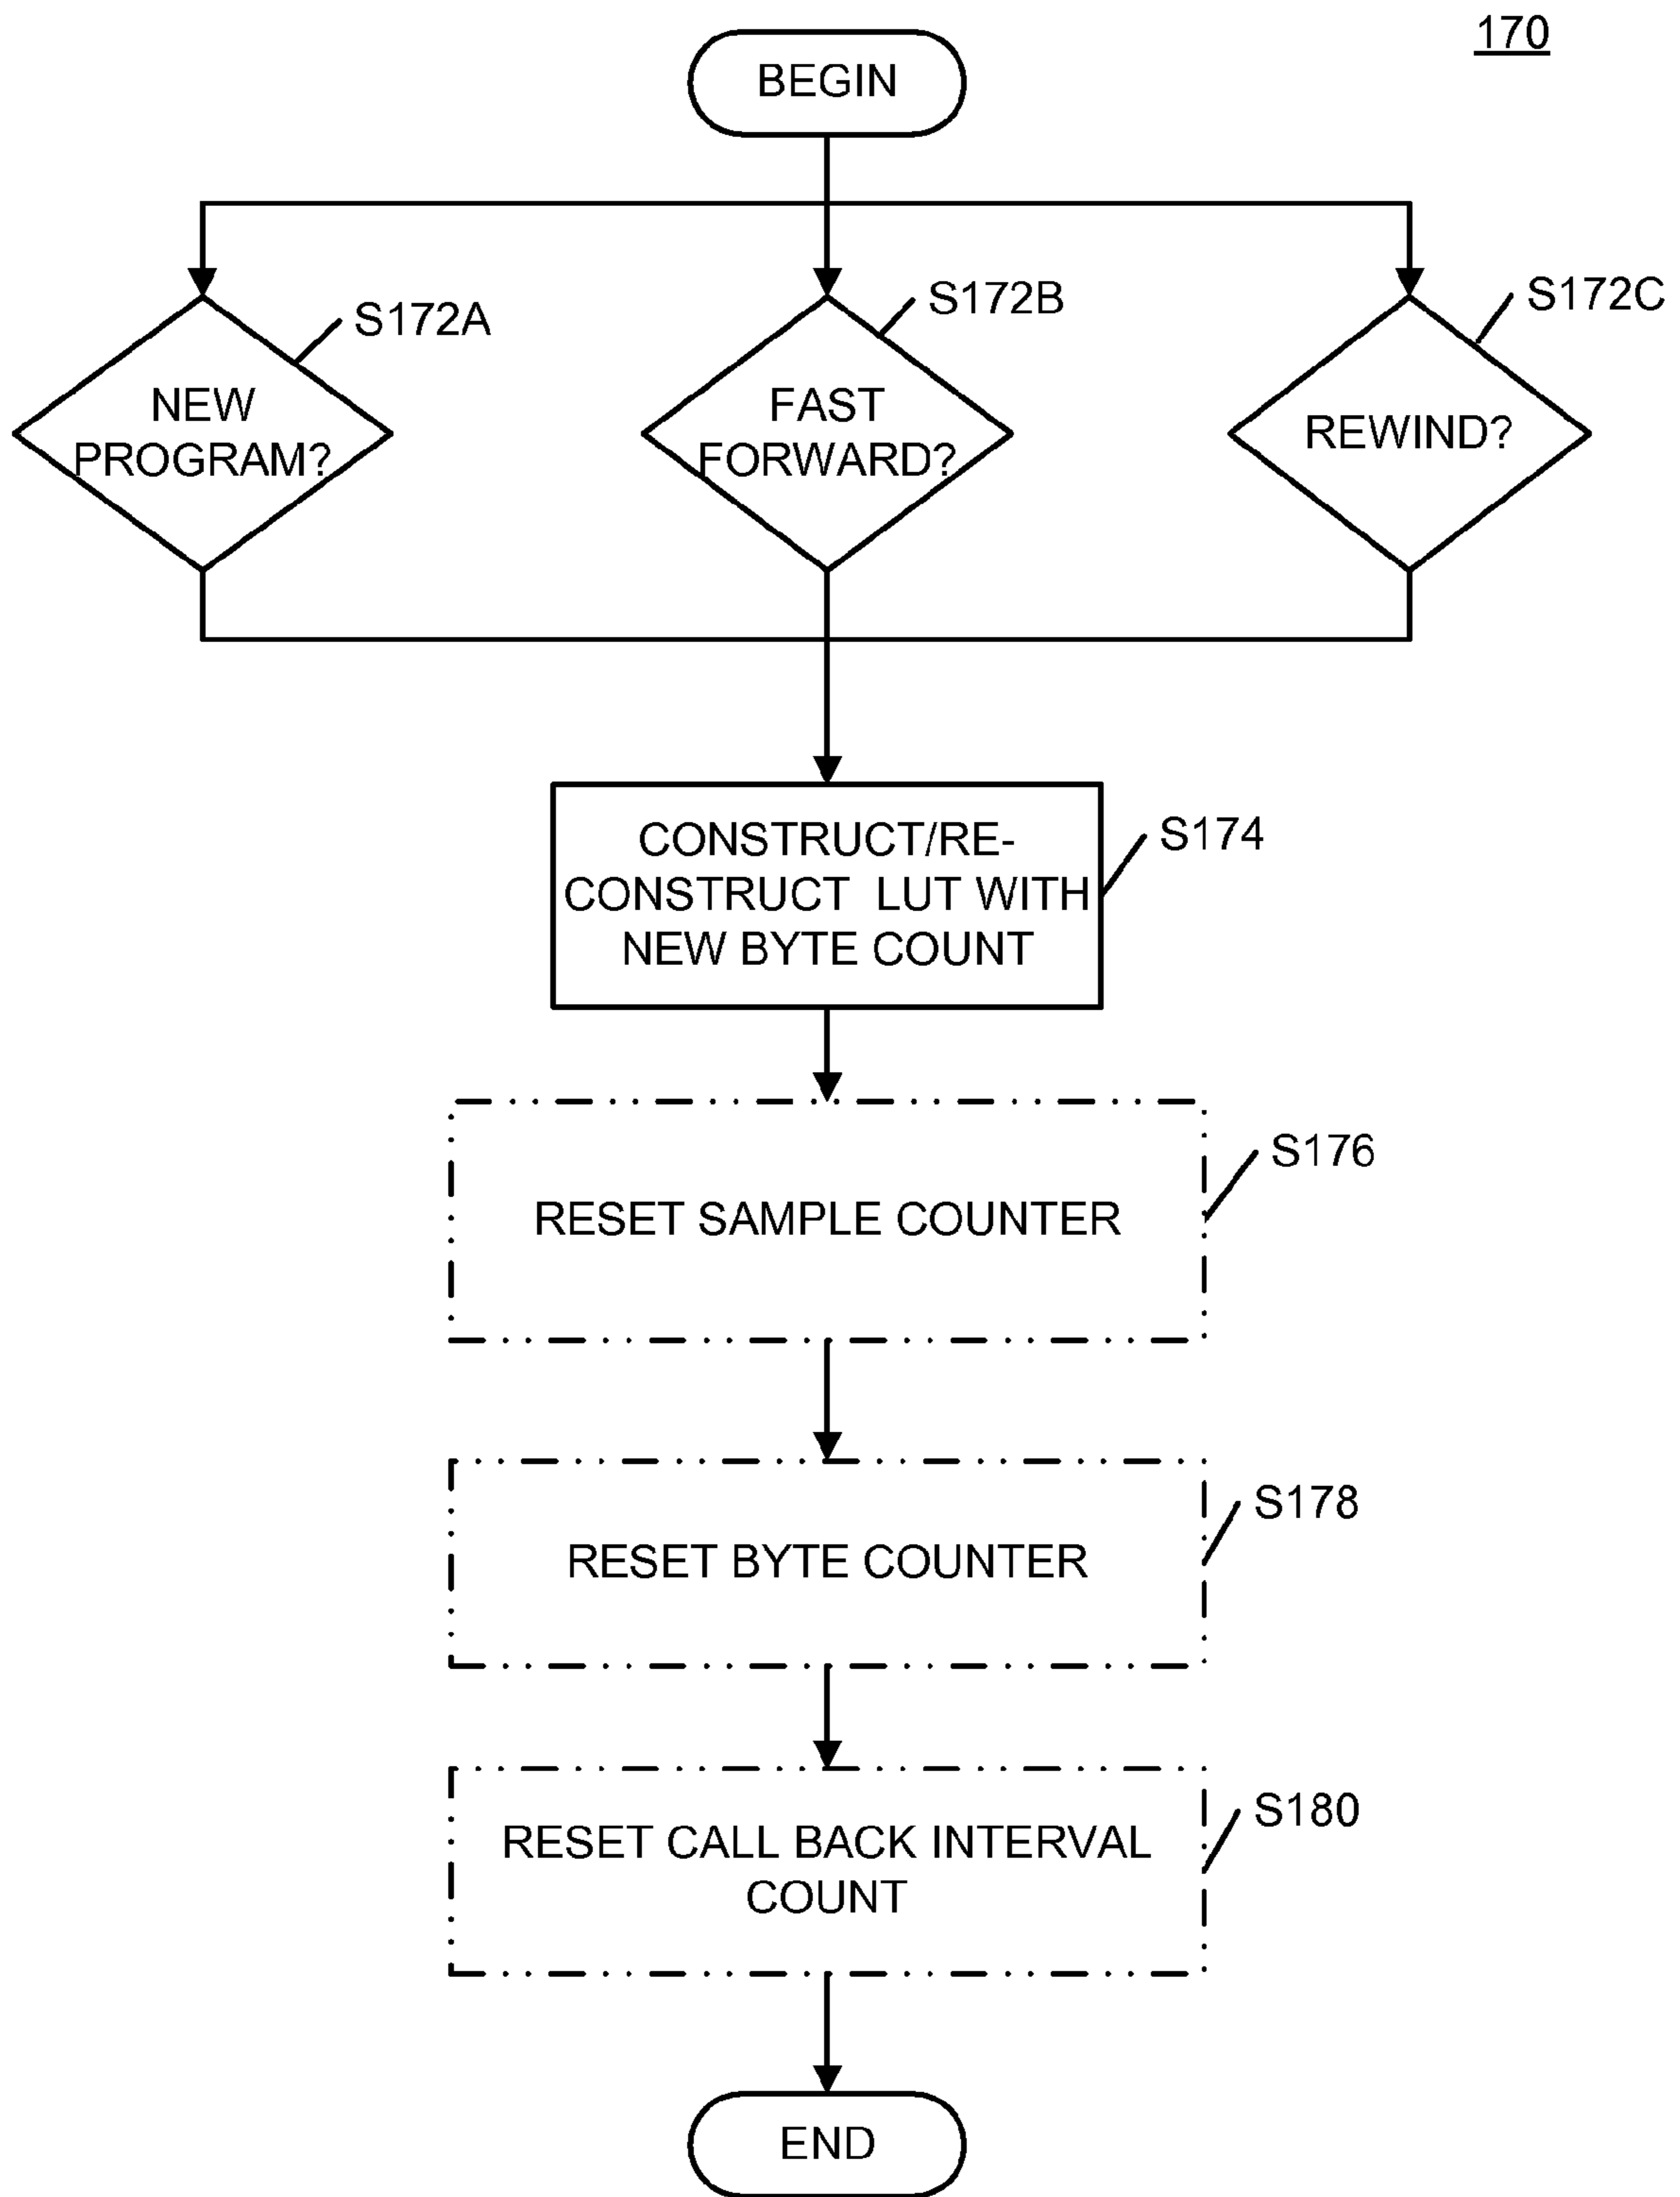 170
BEGIN
S172A
S172B
S172C
NEW
PROGRAM?
FAST
FORWARD?
REWIND?
CONSTRUCT/RE-
CONSTRUCT LUT WITH
NEW BYTE COUNT
S174
RESET SAMPLE COUNTER
S176
RESET BYTE COUNTER
S178
RESET CALL BACK INTERVAL
COUNT
S180
END